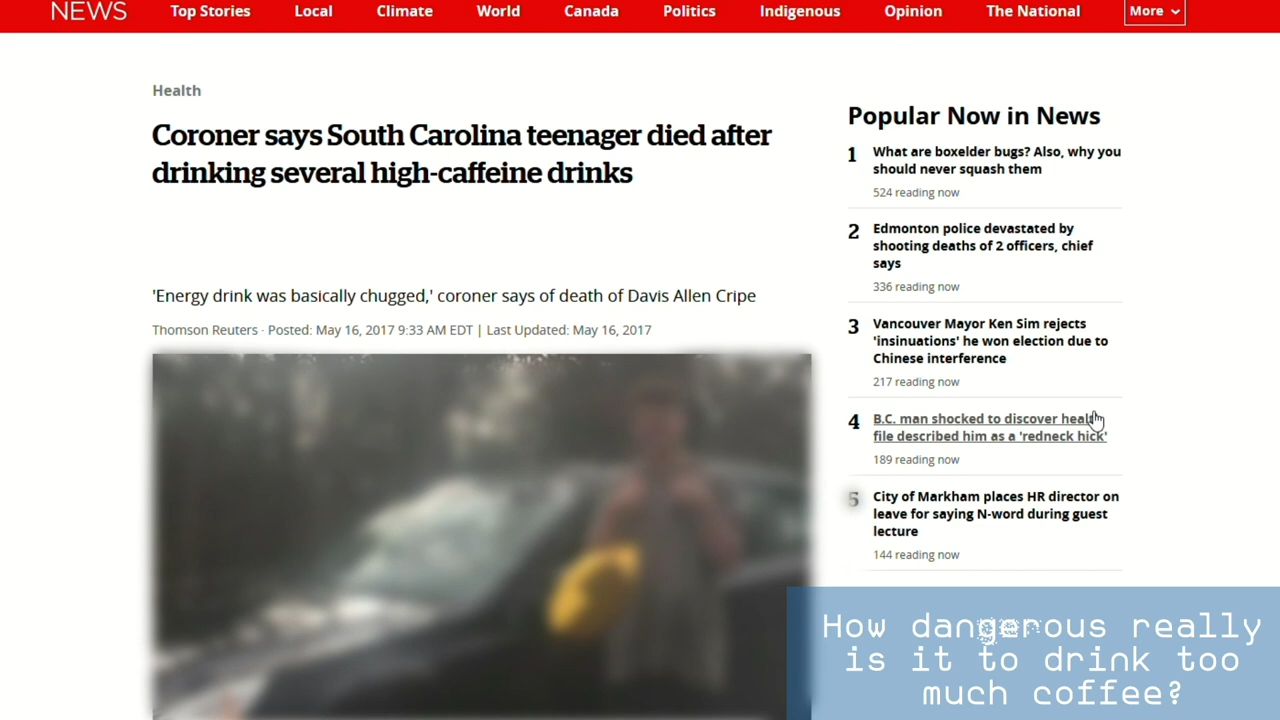 NEWS Top Stories Local Climate World Canada Politics Indigenous Opinion The National More
Health
Coroner says South Carolina teenager died after
drinking several high-caffeine drinks
'Energy drink was basically chugged,' coroner says of death of Davis Allen Cripe
Thomson Reuters · Posted: May 16, 2017 9:33 AM EDT | Last Updated: May 16, 2017
Popular Now in News
1 What are boxelder bugs? Also, why you
should never squash them
524 reading now
2 Edmonton police devastated by
shooting deaths of 2 officers, chief
says
336 reading now
3 Vancouver Mayor Ken Sim rejects
'insinuations' he won election due to
Chinese interference
217 reading now
4 B.C. man shocked to discover health
file described him as a 'redneck hick'
189 reading now
5 City of Markham places HR director on
leave for saying N-word during guest
lecture
144 reading now
How dangerous really
is it to drink too
much coffee?